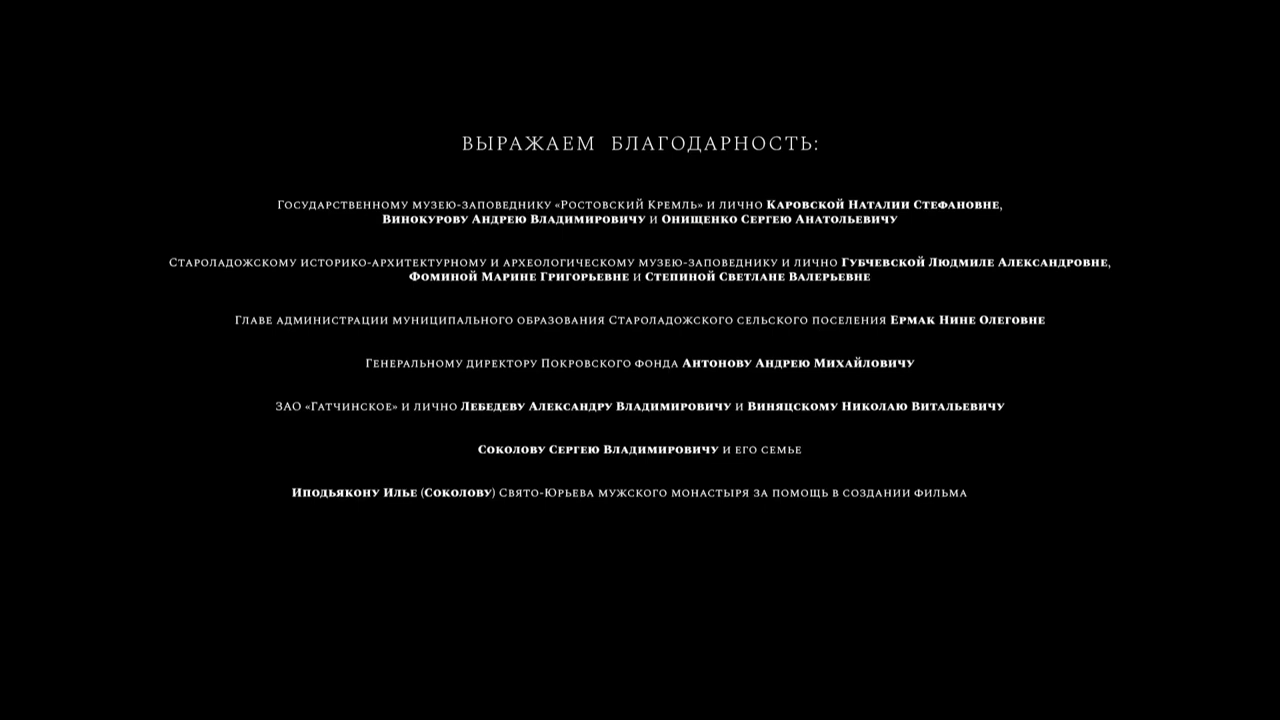 ВЫРАЖАЕМ БЛАГОДАРНОСТЬ:
Государственному музею-заповеднику «Ростовский Кремль» и лично Каровской Наталии Стефановне,
Винокурову Андрею Владимировичу и Онищенко Сергею Анатольевичу
Староладожскому историко-архитектурному и археологическому музею-заповеднику и лично Губчевской Людмиле Александровне,
Фоминой Марине Григорьевне и Степиной Светлане Валерьевне
Главе администрации муниципального образования Староладожского сельского поселения Ермак Нине Олеговне
Генеральному директору Покровского фонда Антонову Андрею Михайловичу
ЗАО «Гатчинское» и лично Лебедеву Александру Владимировичу и Виняцскому Николаю Витальевичу
Соколову Сергею Владимировичу и его семье
Иподьякону Илье (Соколову) Свято-Юрьева мужского монастыря за помощь в создании фильма